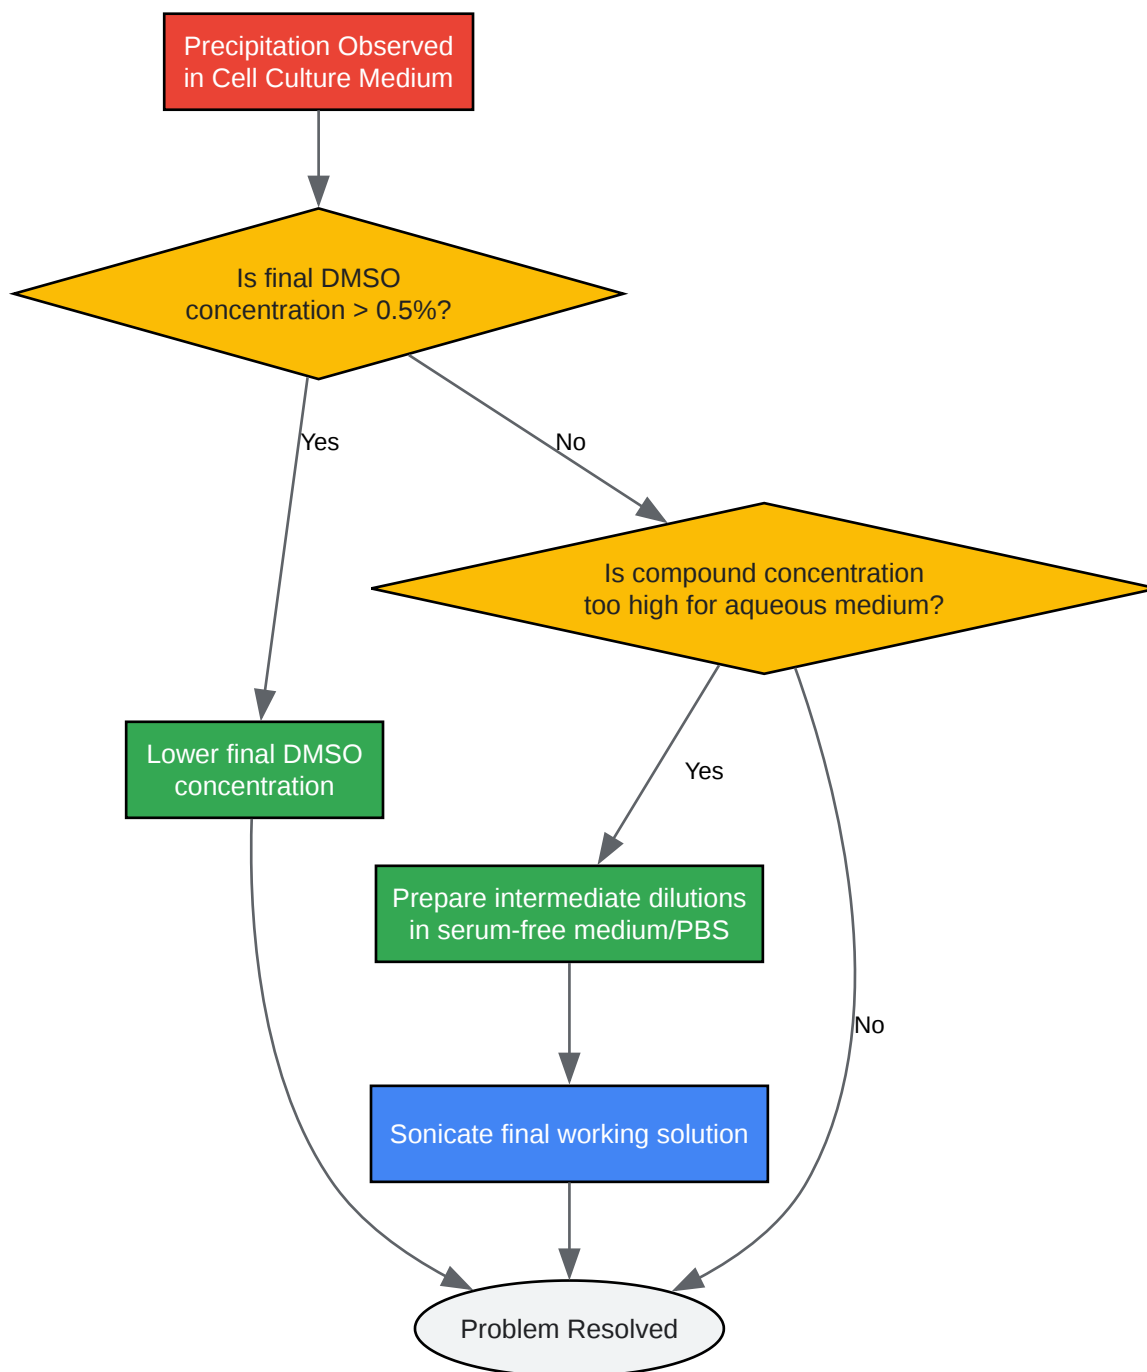 Precipitation Observed
in Cell Culture Medium
Is final DMSO
concentration > 0.5%?
Yes
No
Is compound concentration
too high for aqueous medium?
Lower final DMSO
concentration
Yes
Prepare intermediate dilutions
in serum-free medium/PBS
No
Sonicate final working solution
Problem Resolved